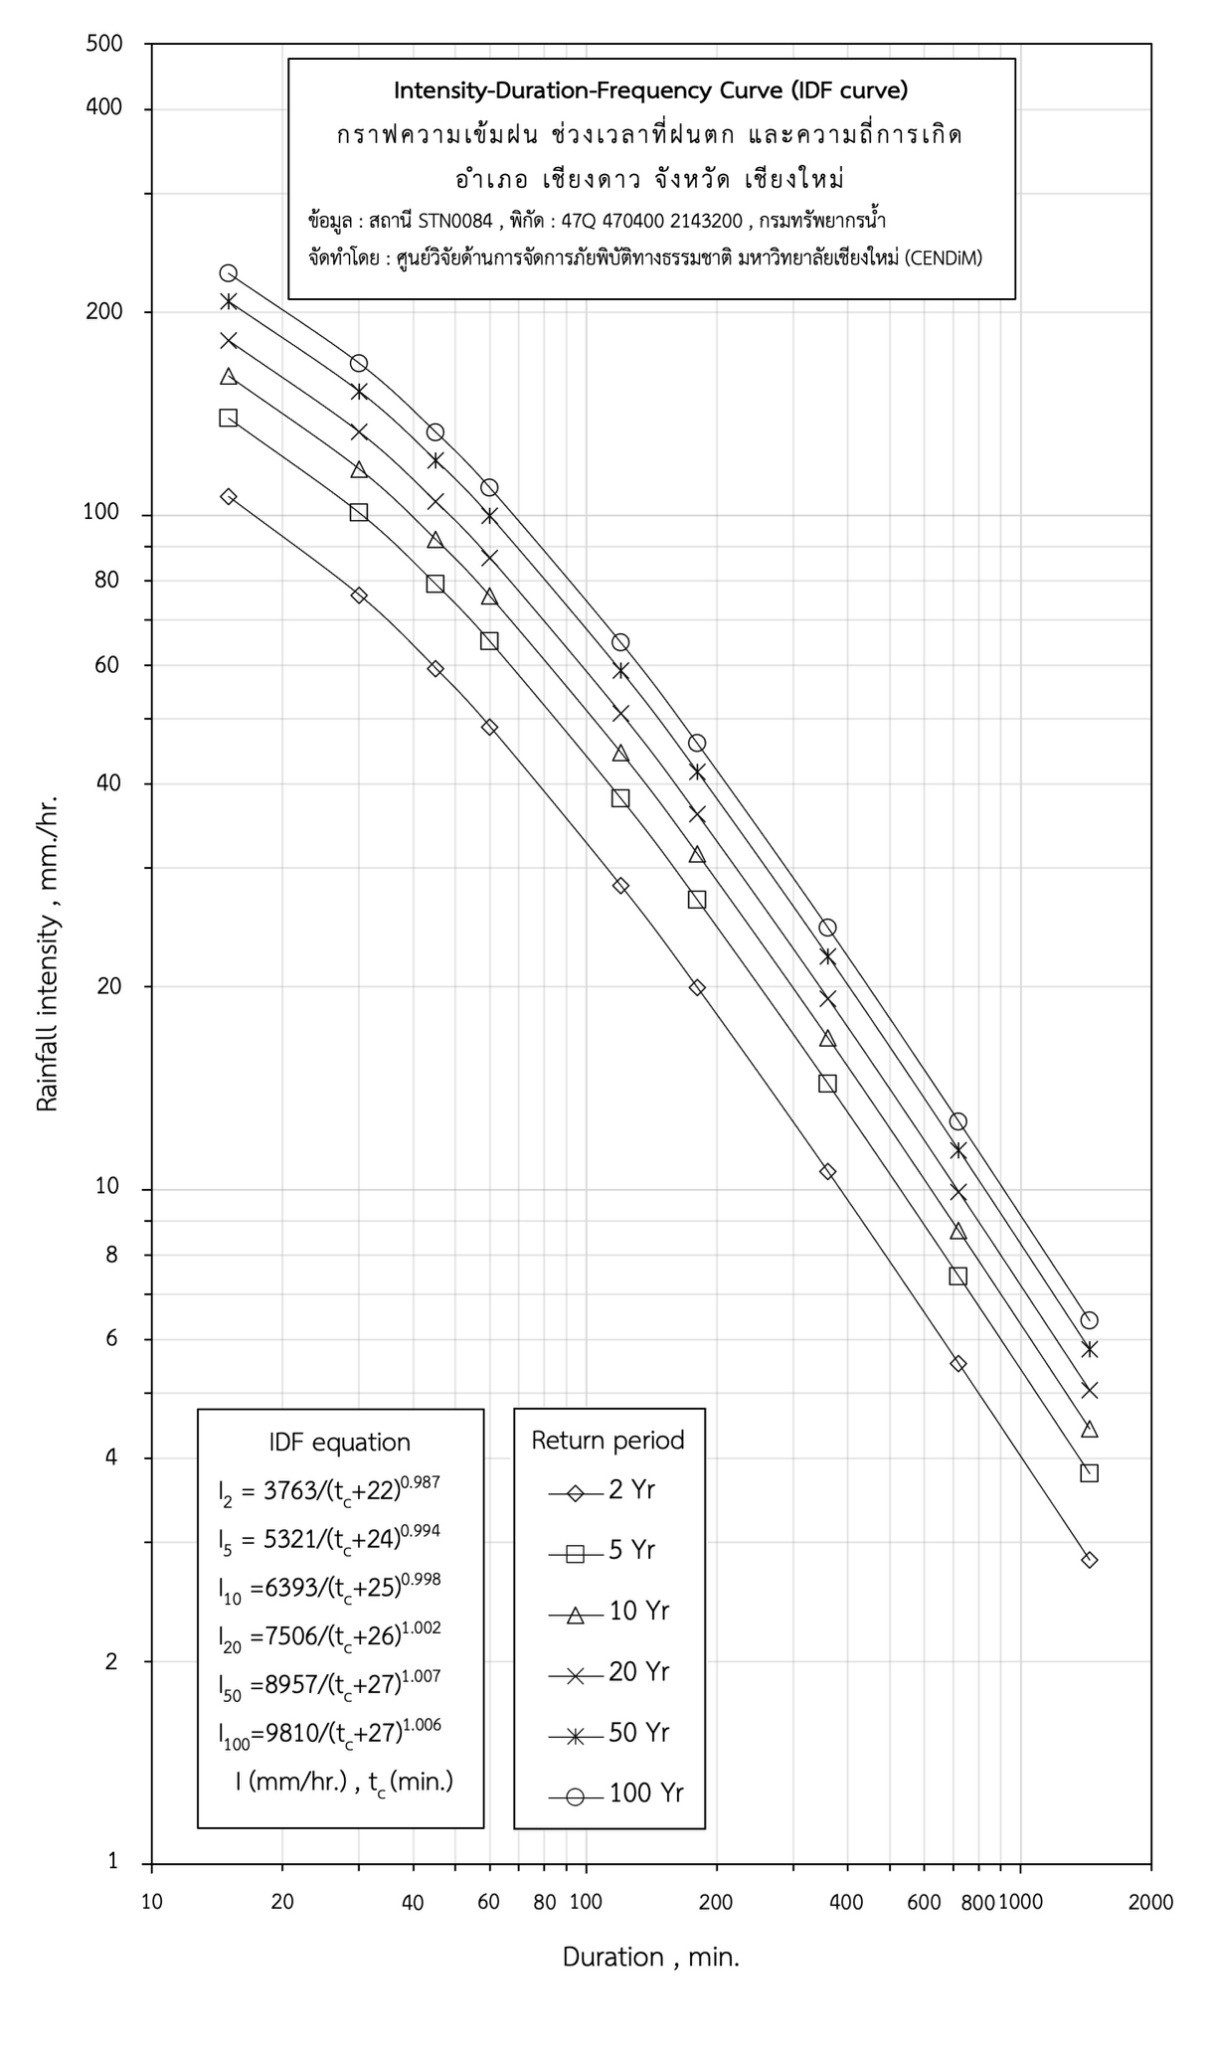 Intensity-Duration-Frequency Curve (IDF curve)
กราฟความเข้มฝน ช่วงเวลาที่ฝนตก และความถี่การเกิด
อำเภอ เชียงดาว จังหวัด เชียงใหม่
ข้อมูล : สถานี STN0084 , พิกัด : 47Q 470400 2143200 , กรมทรัพยากรน้ำ
จัดทำโดย : ศูนย์วิจัยด้านการจัดการภัยพิบัติทางธรรมชาติ มหาวิทยาลัยเชียงใหม่ (CENDiM)
500
400
200
100
80
60
40
20
10
8
6
4
2
1
Rainfall intensity , mm./hr.
IDF equation
I2 = 3763/(tc+22)0.987
I5 = 5321/(tc+24)0.994
I10 =6393/(tc+25)0.998
I20 =7506/(tc+26)1.002
I50 =8957/(tc+27)1.007
I100=9810/(tc+27)1.006
I (mm/hr.) , tc (min.)
Return period
2 Yr
5 Yr
10 Yr
20 Yr
50 Yr
100 Yr
10 20 40 60 80 100 200 400 600 800 1000 2000
Duration , min.